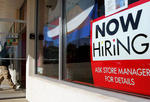 NOW
HiRiNG
ASK STORE MANAGER
FOR DETAILS